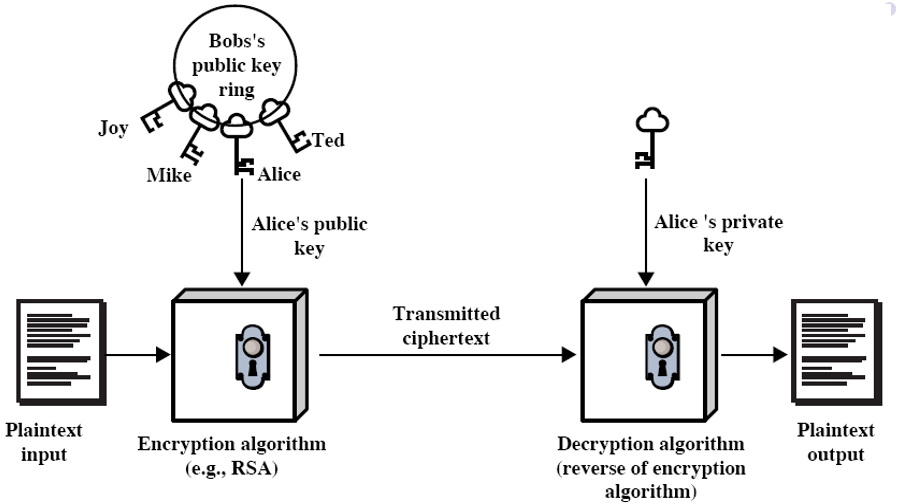 Bobs's
public key
ring
Joy
Mike
Alice
Ted
Alice's public
key
Alice 's private
key
Transmitted
ciphertext
Plaintext
input
Encryption algorithm
(e.g., RSA)
Decryption algorithm
(reverse of encryption
algorithm)
Plaintext
output